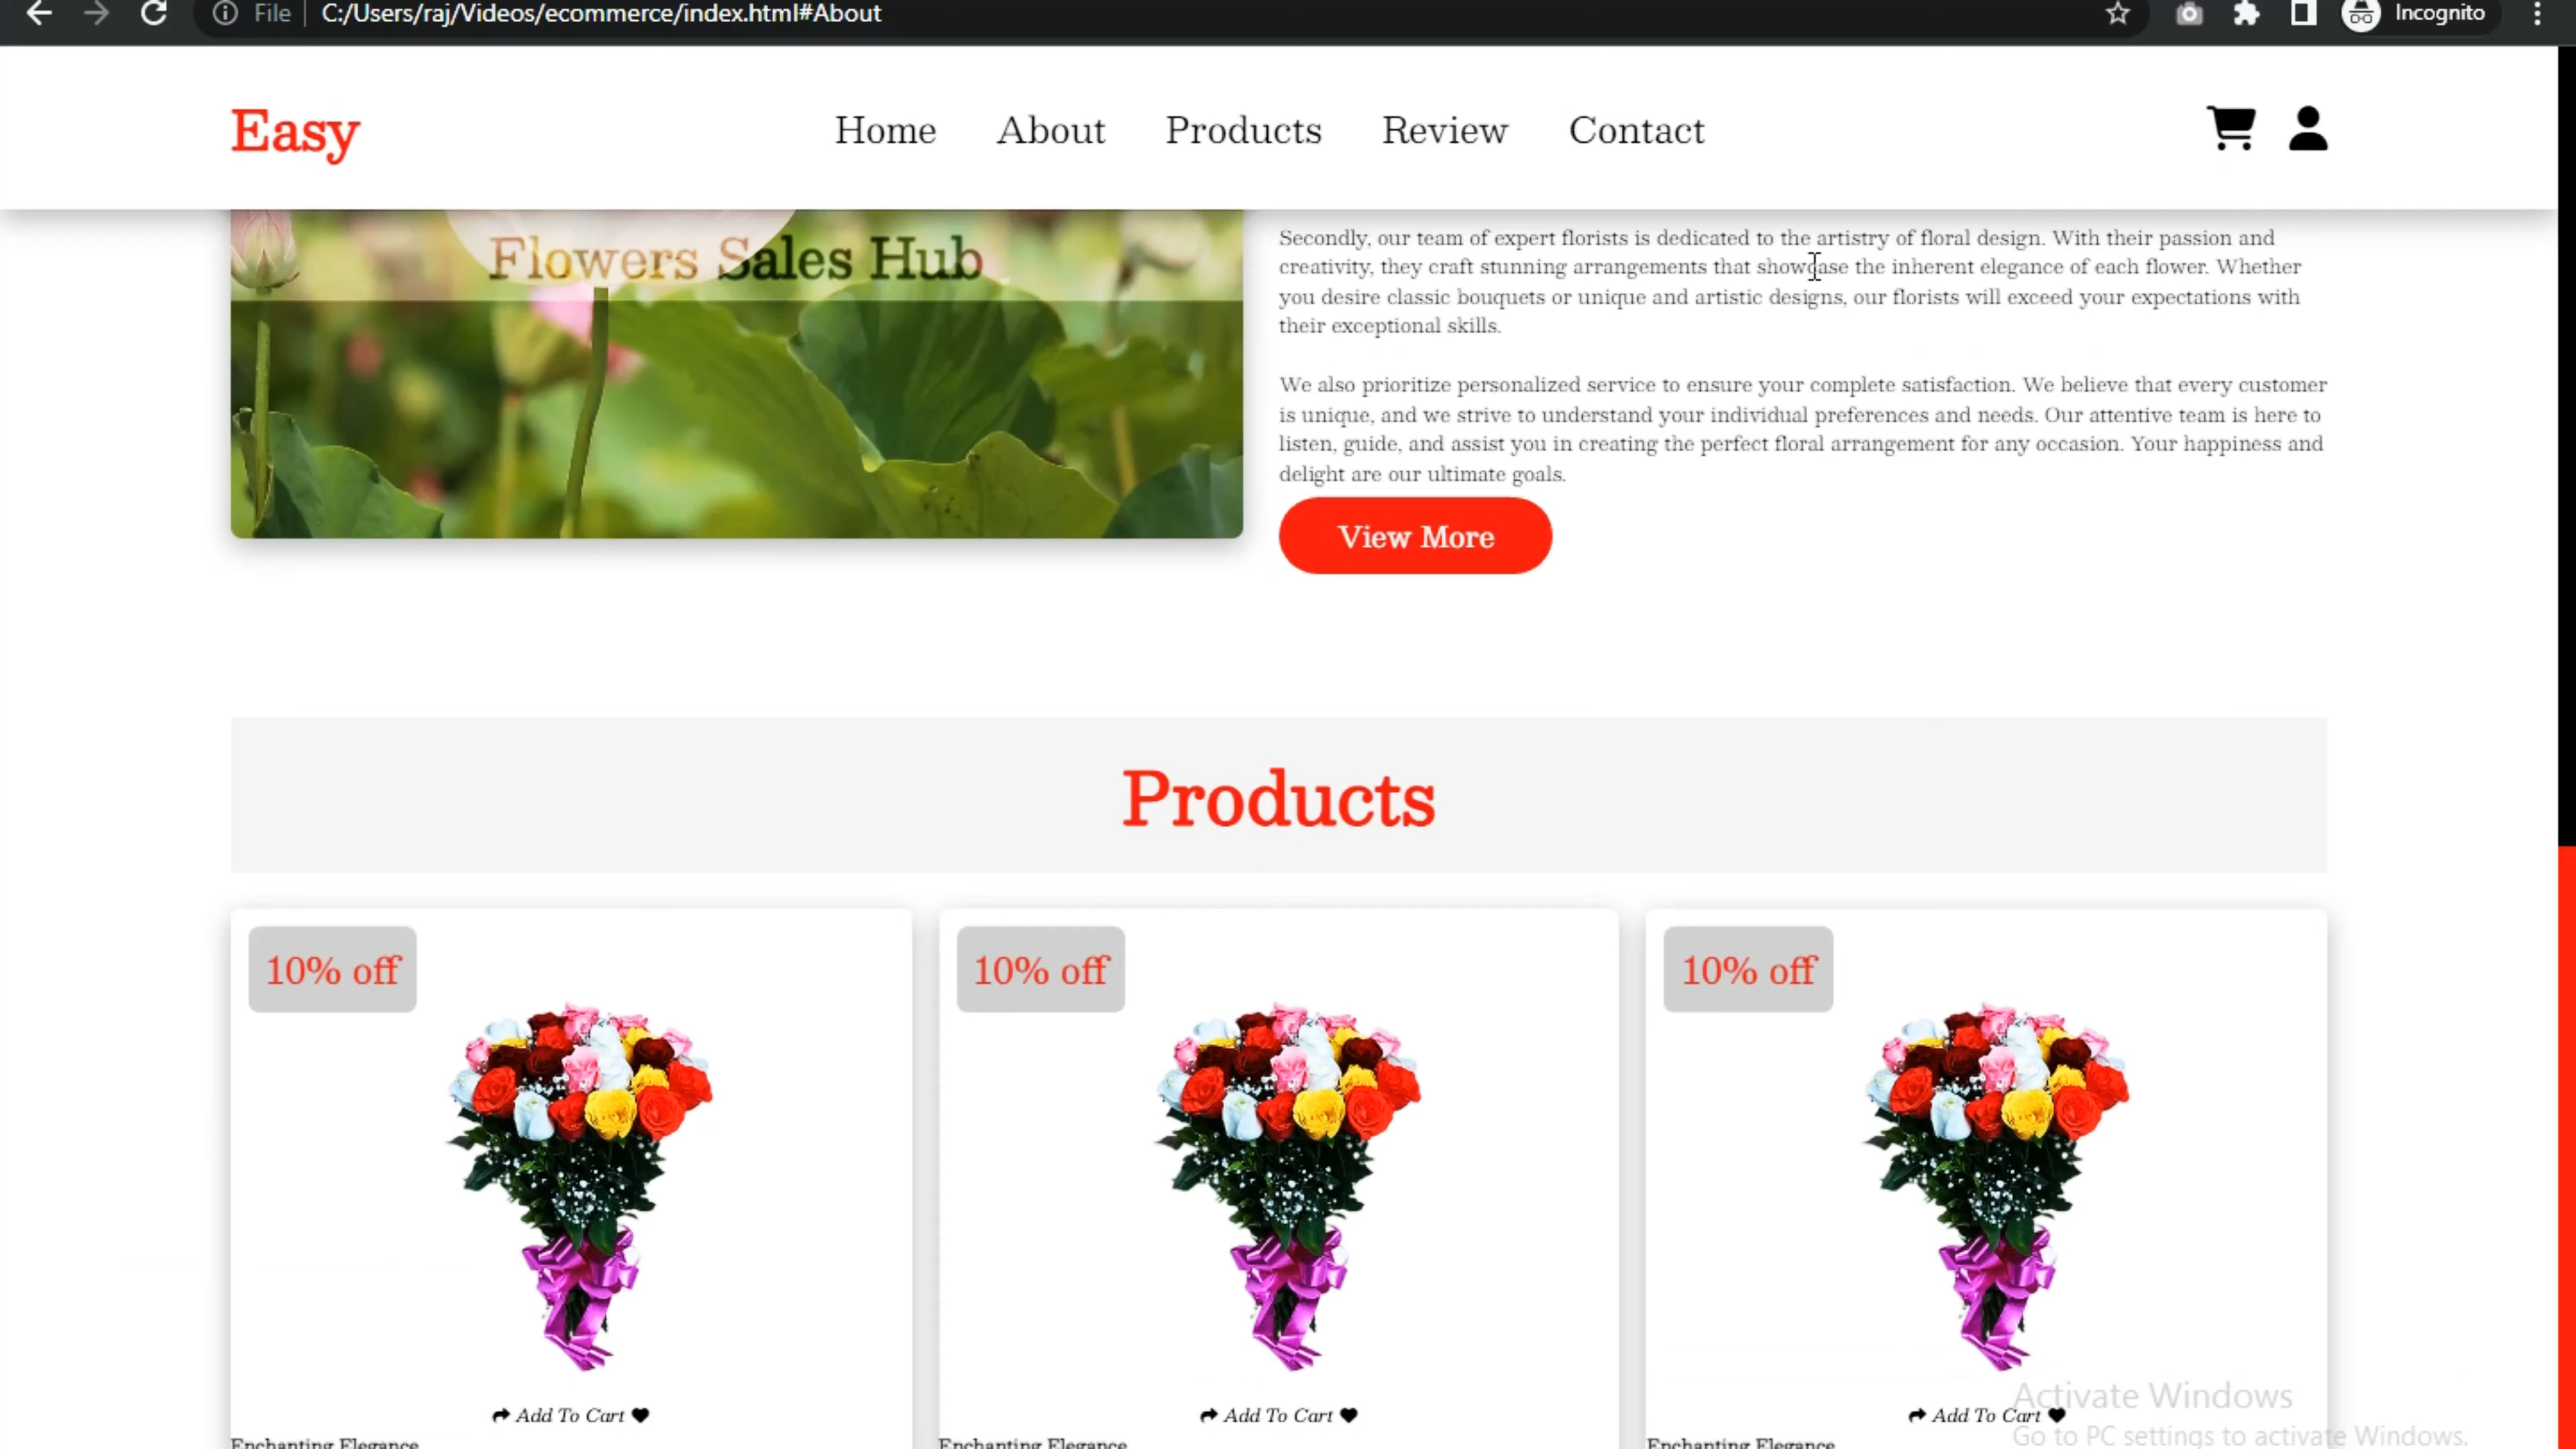 File C:/Users/raj/Videos/ecommerce/index.html#About Incognito
Easy Home About Products Review Contact
Flowers Sales Hub
Secondly, our team of expert florists is dedicated to the artistry of floral design. With their passion and
creativity, they craft stunning arrangements that showcase the inherent elegance of each flower. Whether
you desire classic bouquets or unique and artistic designs, our florists will exceed your expectations with
their exceptional skills.
We also prioritize personalized service to ensure your complete satisfaction. We believe that every customer
is unique, and we strive to understand your individual preferences and needs. Our attentive team is here to
listen, guide, and assist you in creating the perfect floral arrangement for any occasion. Your happiness and
delight are our ultimate goals.
View More
Products
10% off 10% off 10% off
Add To Cart Add To Cart Add To Cart
Enchanting Elegance Enchanting Elegance Enchanting Elegance
Activate Windows
Go to PC settings to activate Windows.